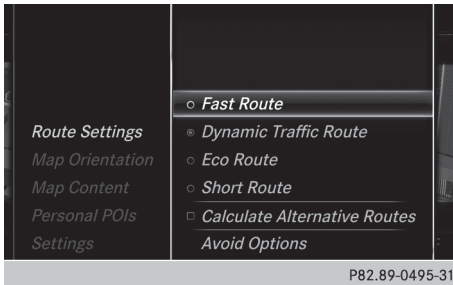 Fast Route
Route Settings
Dynamic Traffic Route
Map Orientation
Eco Route
Map Content
Short Route
Personal POIs
Calculate Alternative Routes
Settings
Avoid Options
P82.89-0495-31